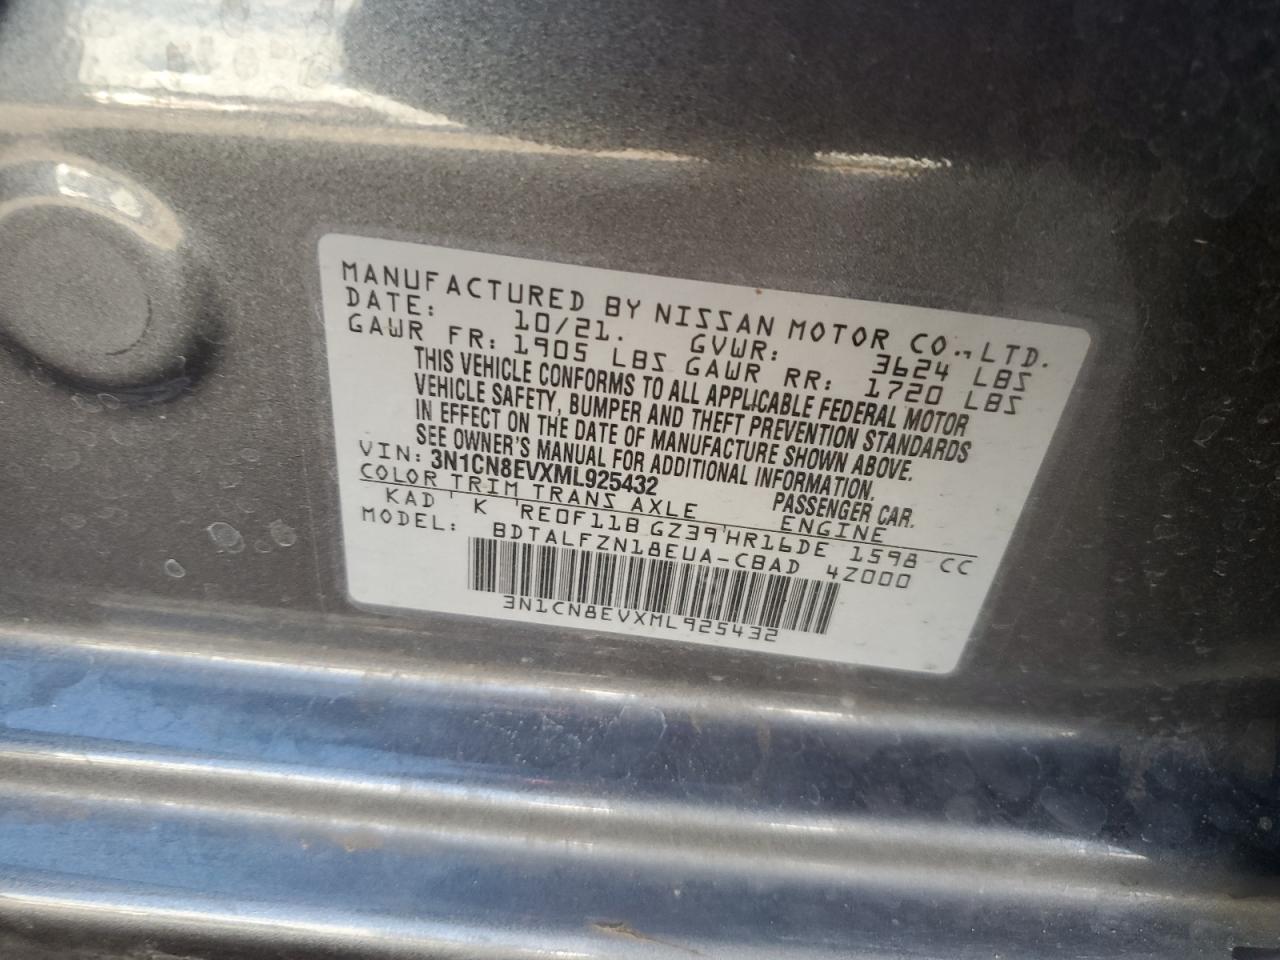 MANUFACTURED BY NISSAN MOTOR CO., LTD.
DATE: 10/21. GVWR: 3624 LBS
GAWR FR: 1905 LBS GAWR RR: 1720 LBS
THIS VEHICLE CONFORMS TO ALL APPLICABLE FEDERAL MOTOR
VEHICLE SAFETY, BUMPER AND THEFT PREVENTION STANDARDS
IN EFFECT ON THE DATE OF MANUFACTURE SHOWN ABOVE.
SEE OWNER'S MANUAL FOR ADDITIONAL INFORMATION.
VIN: 3N1CN8EVXML925432 PASSENGER CAR.
COLOR TRIM TRANS AXLE ENGINE
KAD ' K 'RE0F11B GZ39'HR16DE 1598 CC
MODEL: BDTALFZN18EUA-CBAD 4Z000
3N1CN8EVXML925432